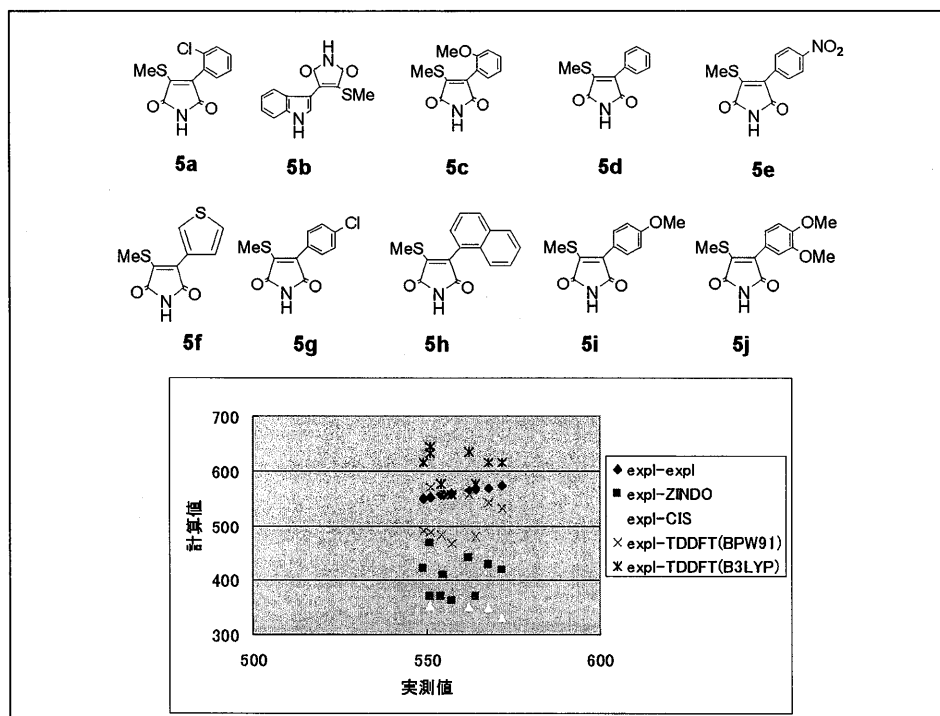 Cl
MeS
O N O
H
5a
H
N
O O
SMe
N
H
5b
MeO
MeS
O N O
H
5c
MeS
O N O
H
5d
NO2
MeS
O N O
H
5e
S
MeS
O N O
H
5f
Cl
MeS
O N O
H
5g
MeS
O N O
H
5h
OMe
MeS
O N O
H
5i
OMe
MeS
OMe
O N O
H
5j
700
600
500
400
300
計算値
500 550 600
実測値
expl-expl
expl-ZINDO
expl-CIS
expl-TDDFT(BPW91)
expl-TDDFT(B3LYP)